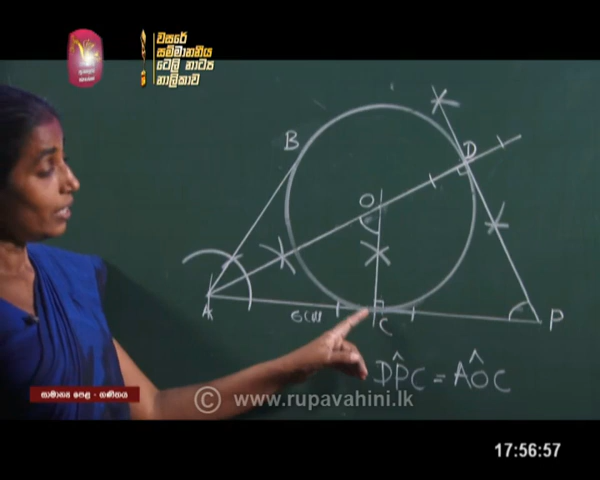 වසරේ
සම්මානනීය
ටෙලි නාට්‍ය
නාලිකාව
B
D
O
A
6cm
C
P
DP̂C = AÔC
සාමාන්‍ය පෙළ - ගණිතය
© www.rupavahini.lk
17:56:57